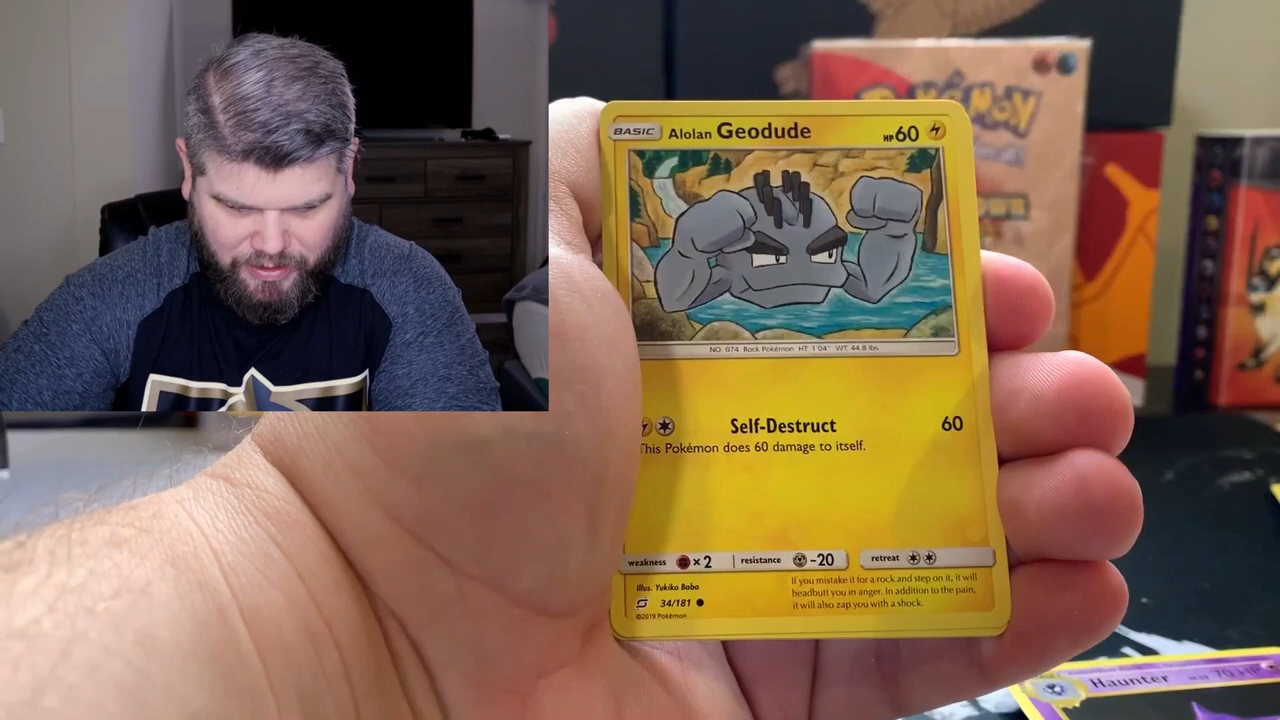 POKÉMON
BASIC Alolan Geodude HP60
NO. 074 Rock Pokémon HT: 1'04" WT: 44.8 lbs.
Self-Destruct 60
This Pokémon does 60 damage to itself.
weakness ×2 resistance -20 retreat
Illus. Yukiko Baba
34/181
©2019 Pokémon
If you mistake it for a rock and step on it, it will
headbutt you in anger. In addition to the pain,
it will also zap you with a shock.
Haunter